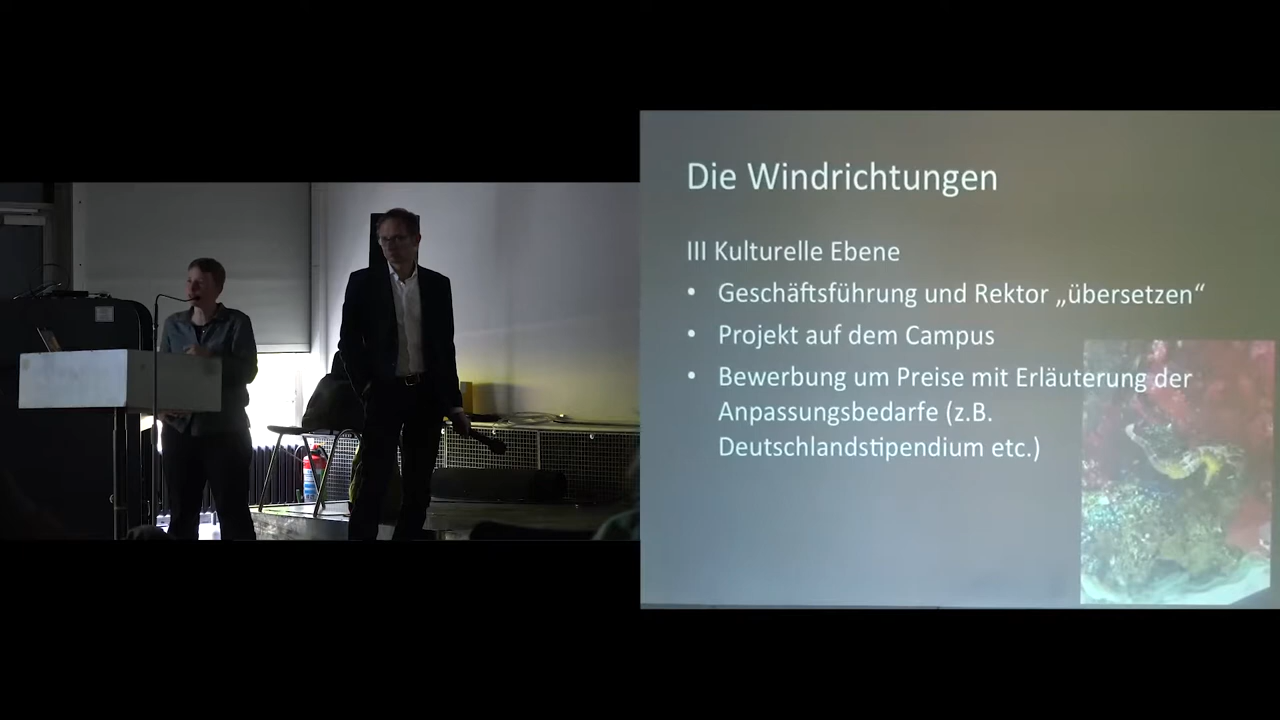 Die Windrichtungen
III Kulturelle Ebene
• Geschäftsführung und Rektor „übersetzen“
• Projekt auf dem Campus
• Bewerbung um Preise mit Erläuterung der
Anpassungsbedarfe (z.B.
Deutschlandstipendium etc.)